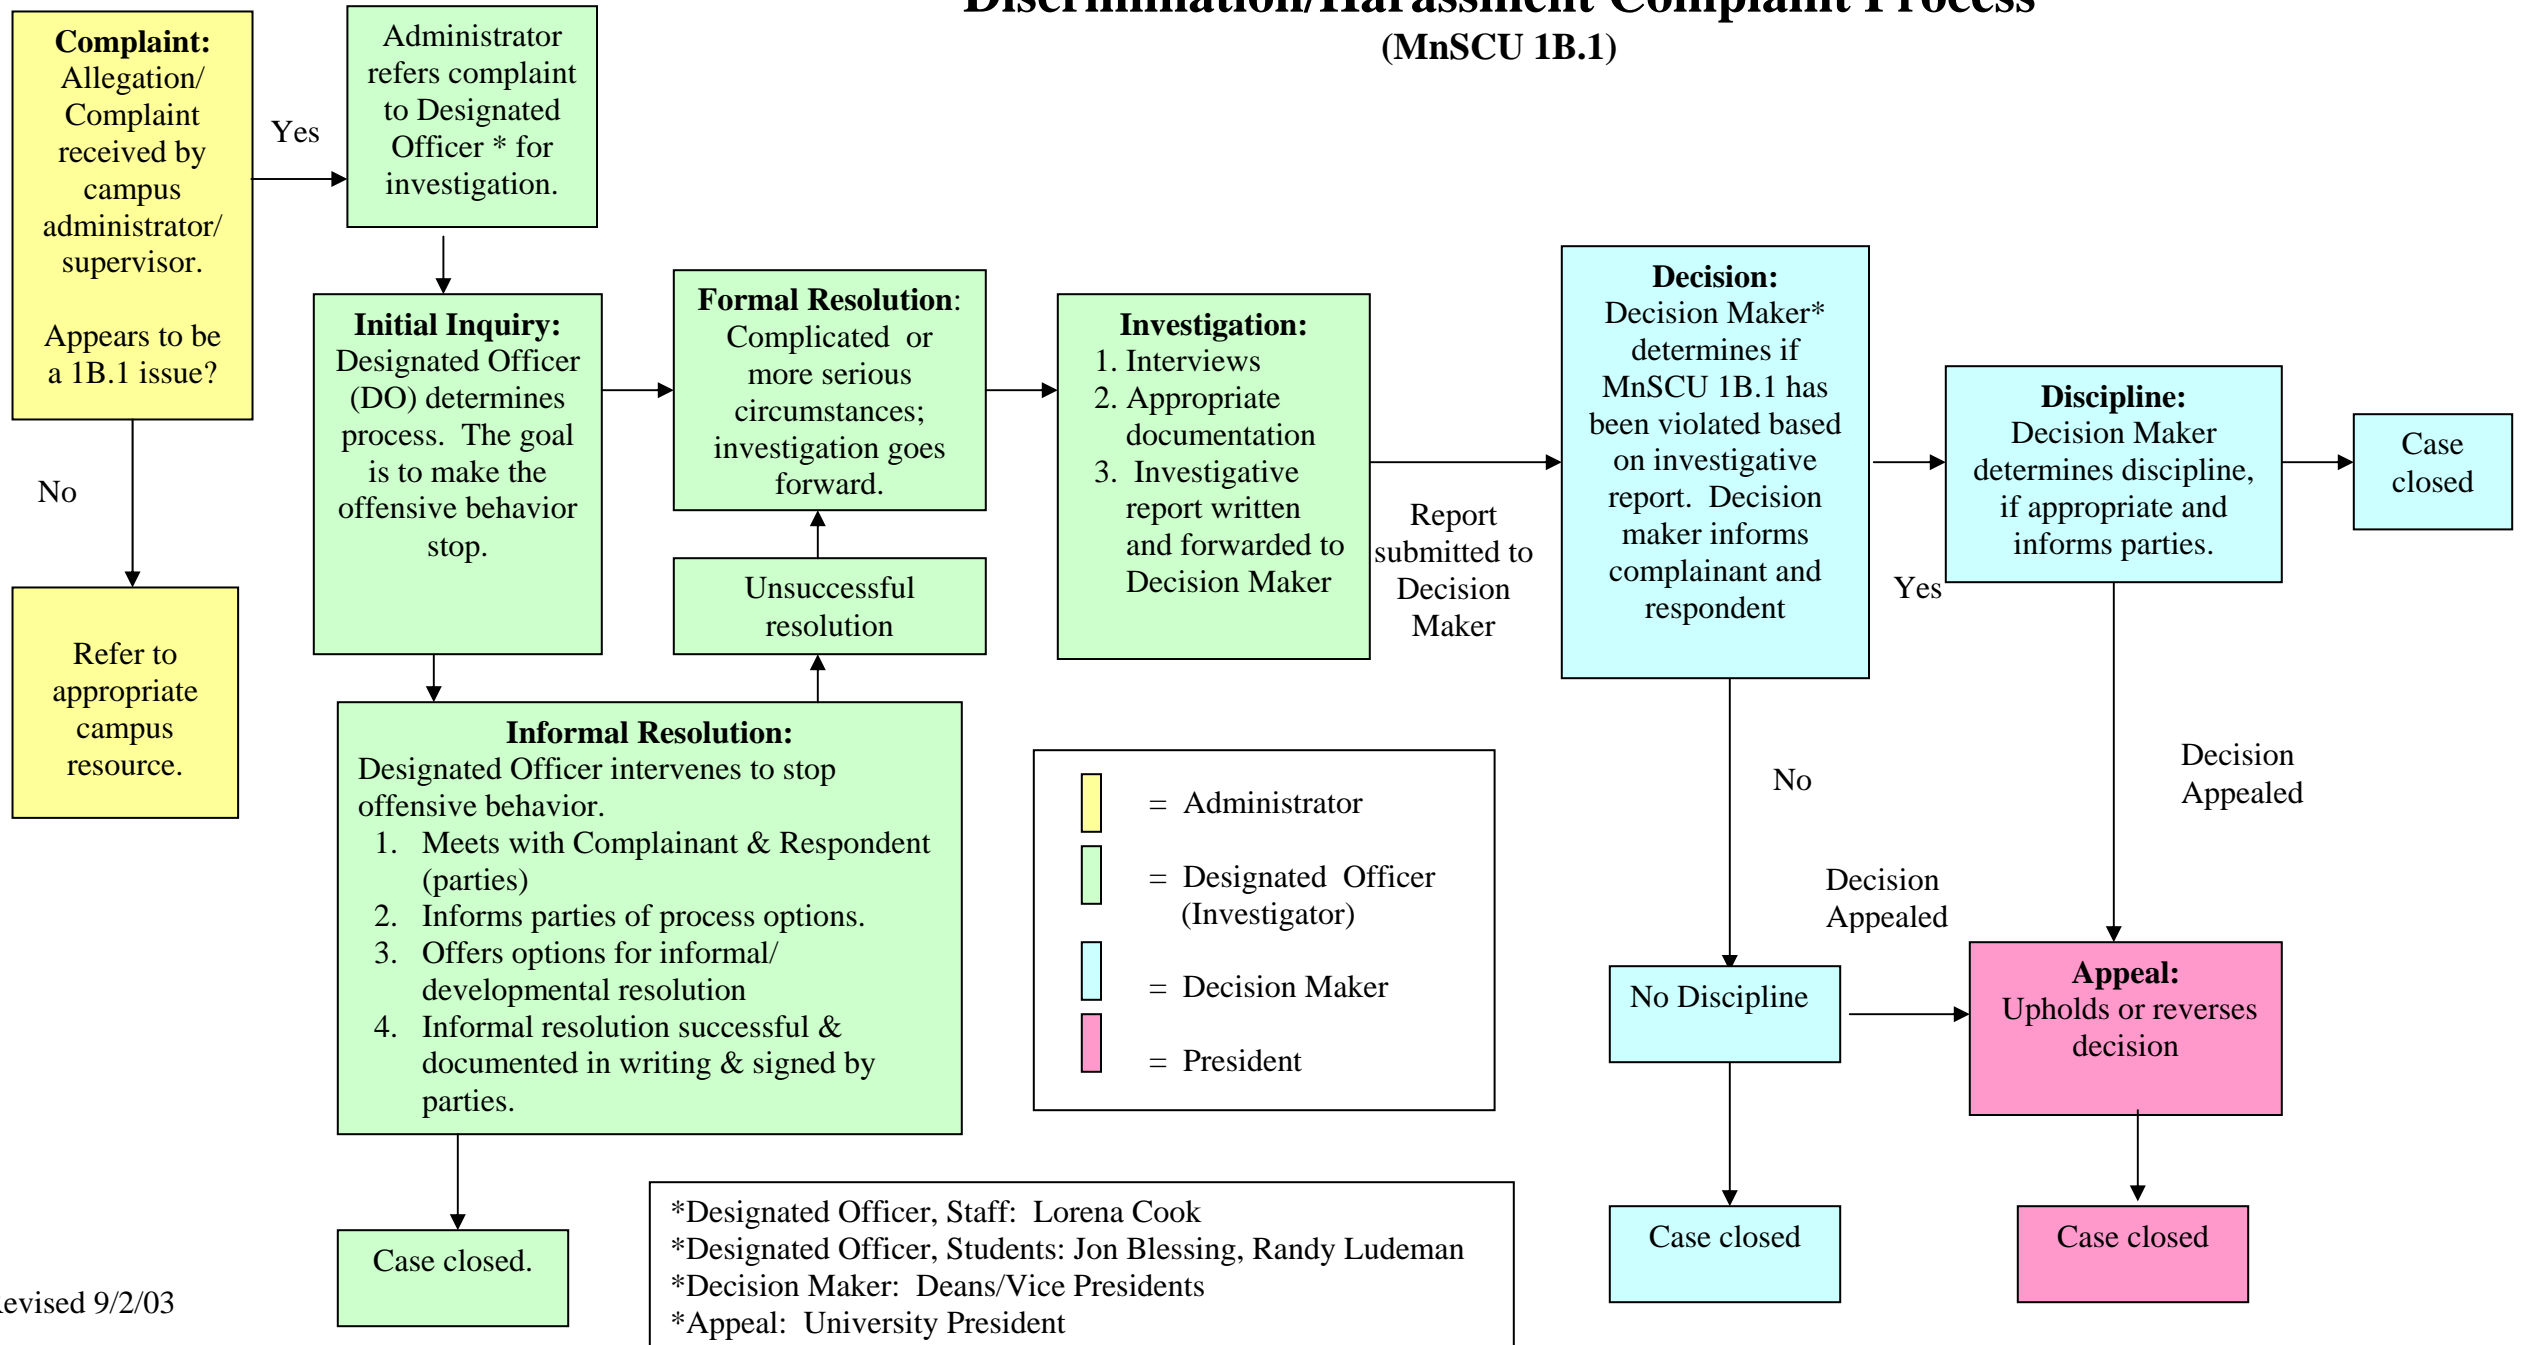 Discrimination/Harassment Complaint Process
(MnSCU 1B.1)
Complaint:
Allegation/
Complaint
received by
campus
administrator/
supervisor.
Appears to be
a 1B.1 issue?
Yes
Administrator
refers complaint
to Designated
Officer * for
investigation.
No
Refer to
appropriate
campus
resource.
Initial Inquiry:
Designated Officer
(DO) determines
process. The goal
is to make the
offensive behavior
stop.
Formal Resolution:
Complicated or
more serious
circumstances;
investigation goes
forward.
Unsuccessful
resolution
Informal Resolution:
Designated Officer intervenes to stop
offensive behavior.
1. Meets with Complainant & Respondent
(parties)
2. Informs parties of process options.
3. Offers options for informal/
developmental resolution
4. Informal resolution successful &
documented in writing & signed by
parties.
Case closed.
Investigation:
1. Interviews
2. Appropriate
documentation
3. Investigative
report written
and forwarded to
Decision Maker
Report
submitted to
Decision
Maker
Decision:
Decision Maker*
determines if
MnSCU 1B.1 has
been violated based
on investigative
report. Decision
maker informs
complainant and
respondent
Yes
Discipline:
Decision Maker
determines discipline,
if appropriate and
informs parties.
Case
closed
No
Decision
Appealed
Decision
Appealed
No Discipline
Appeal:
Upholds or reverses
decision
Case closed
Case closed
= Administrator
= Designated Officer
(Investigator)
= Decision Maker
= President
*Designated Officer, Staff: Lorena Cook
*Designated Officer, Students: Jon Blessing, Randy Ludeman
*Decision Maker: Deans/Vice Presidents
*Appeal: University President
Revised 9/2/03